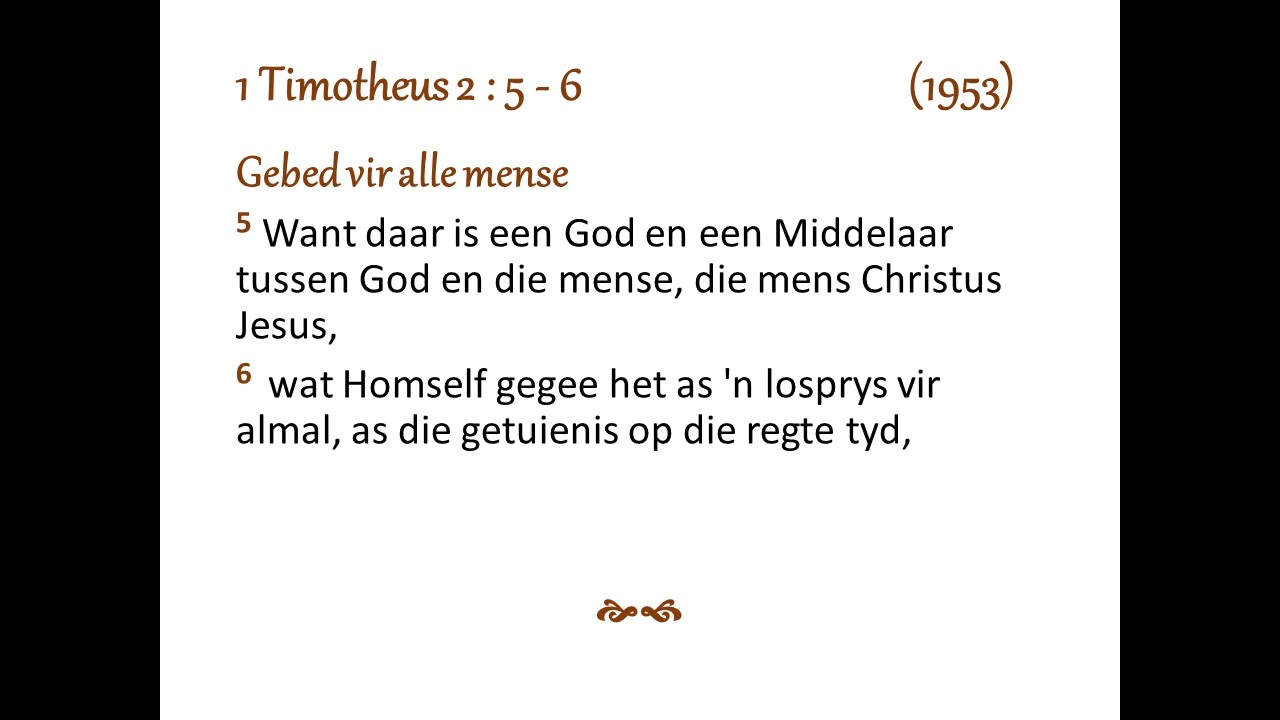 1 Timotheus 2 : 5 - 6 (1953)
Gebed vir alle mense
5 Want daar is een God en een Middelaar
tussen God en die mense, die mens Christus
Jesus,
6 wat Homself gegee het as 'n losprys vir
almal, as die getuienis op die regte tyd,